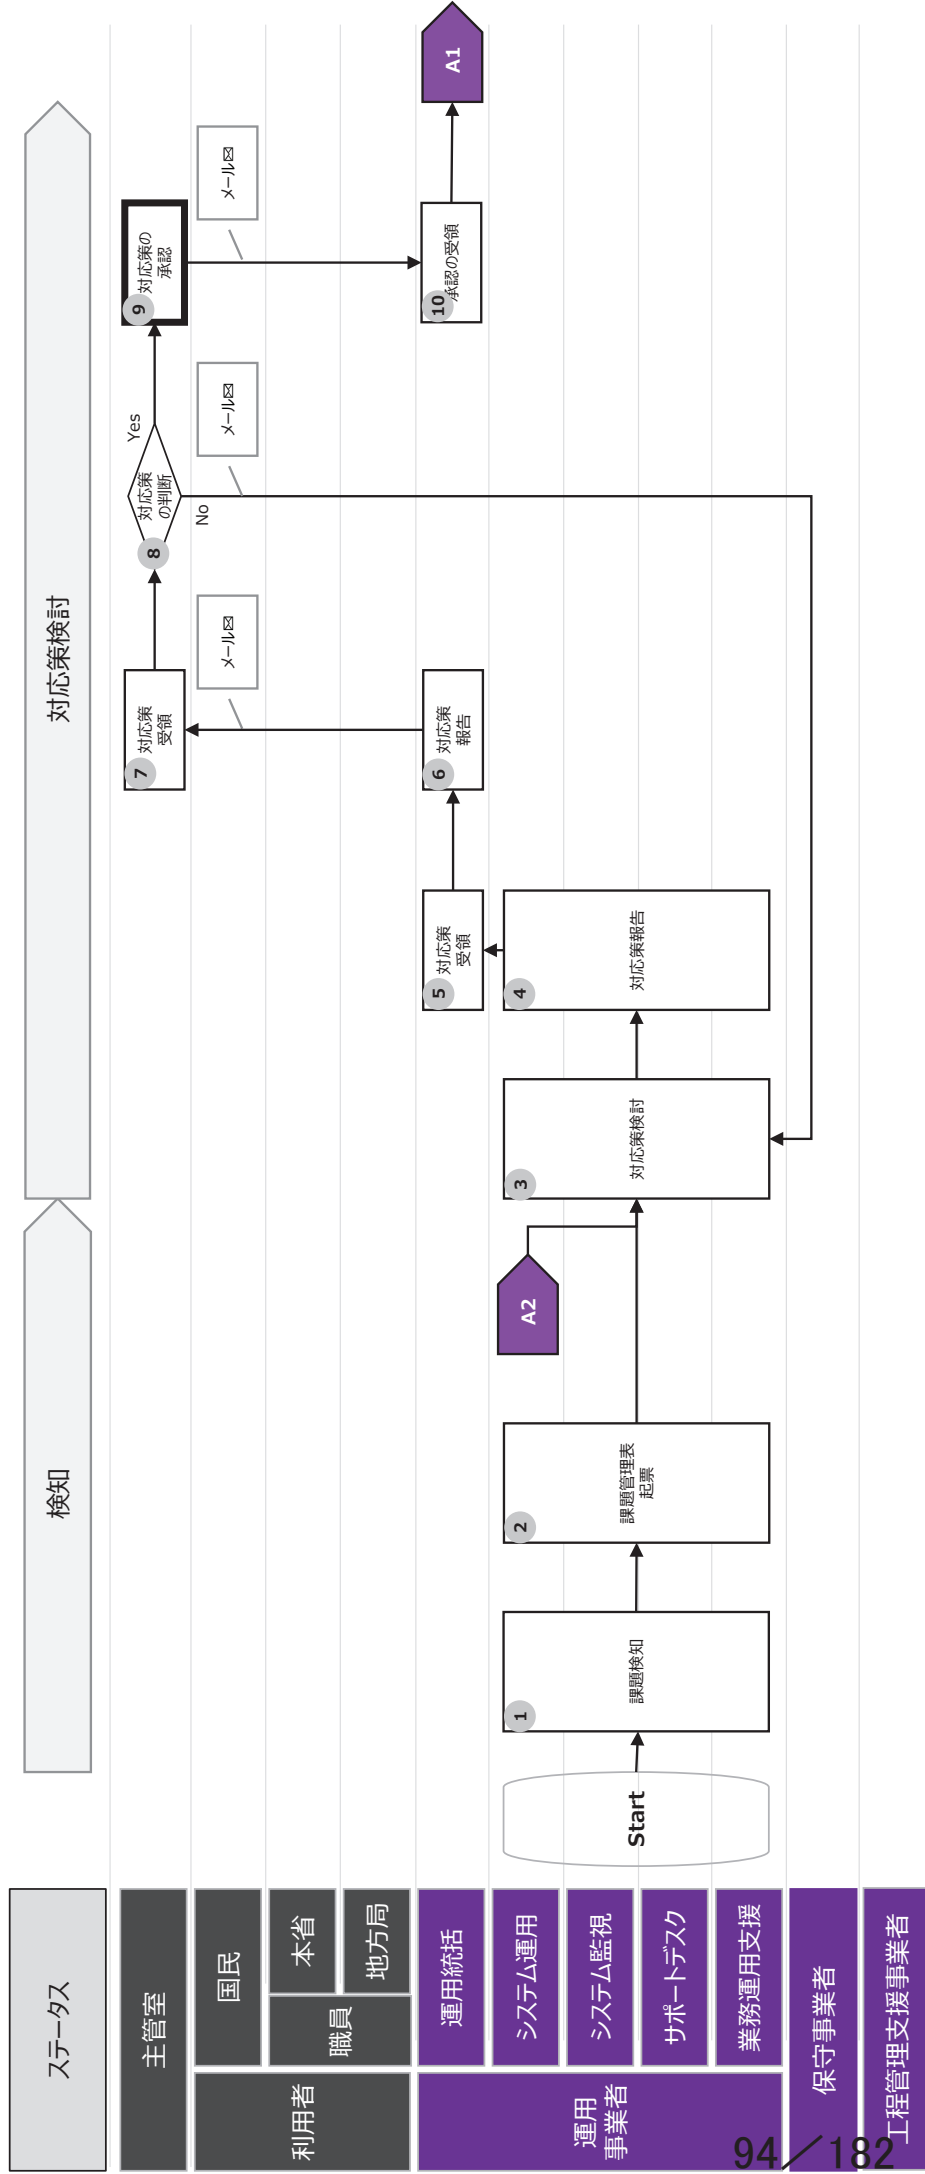 ステータス
検知
対応策検討
主管室
利用者
国民
職員
本省
地方局
運用
事業者
運用統括
システム運用
システム監視
サポートデスク
業務運用支援
保守事業者
工程管理支援事業者
Start
1
課題検知
2
課題管理表
起票
A2
3
対応策検討
4
対応策報告
5
対応策
受領
6
対応策
報告
メール✉
7
対応策
受領
8
対応策
の判断
Yes
No
メール✉
9
対応策の
承認
メール✉
10
承認の受領
A1
94／182